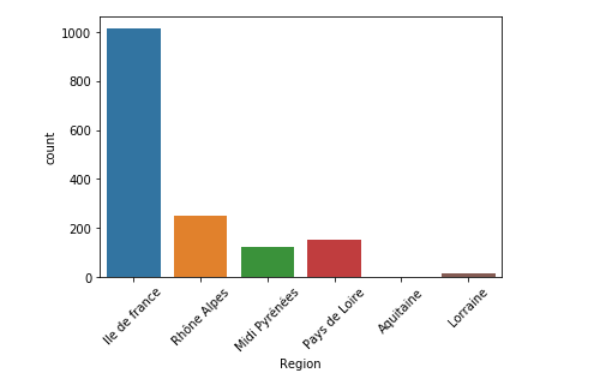 1000
800
600
400
200
0
count
Ile de france
Rhône Alpes
Midi Pyrénées
Pays de Loire
Aquitaine
Lorraine
Region